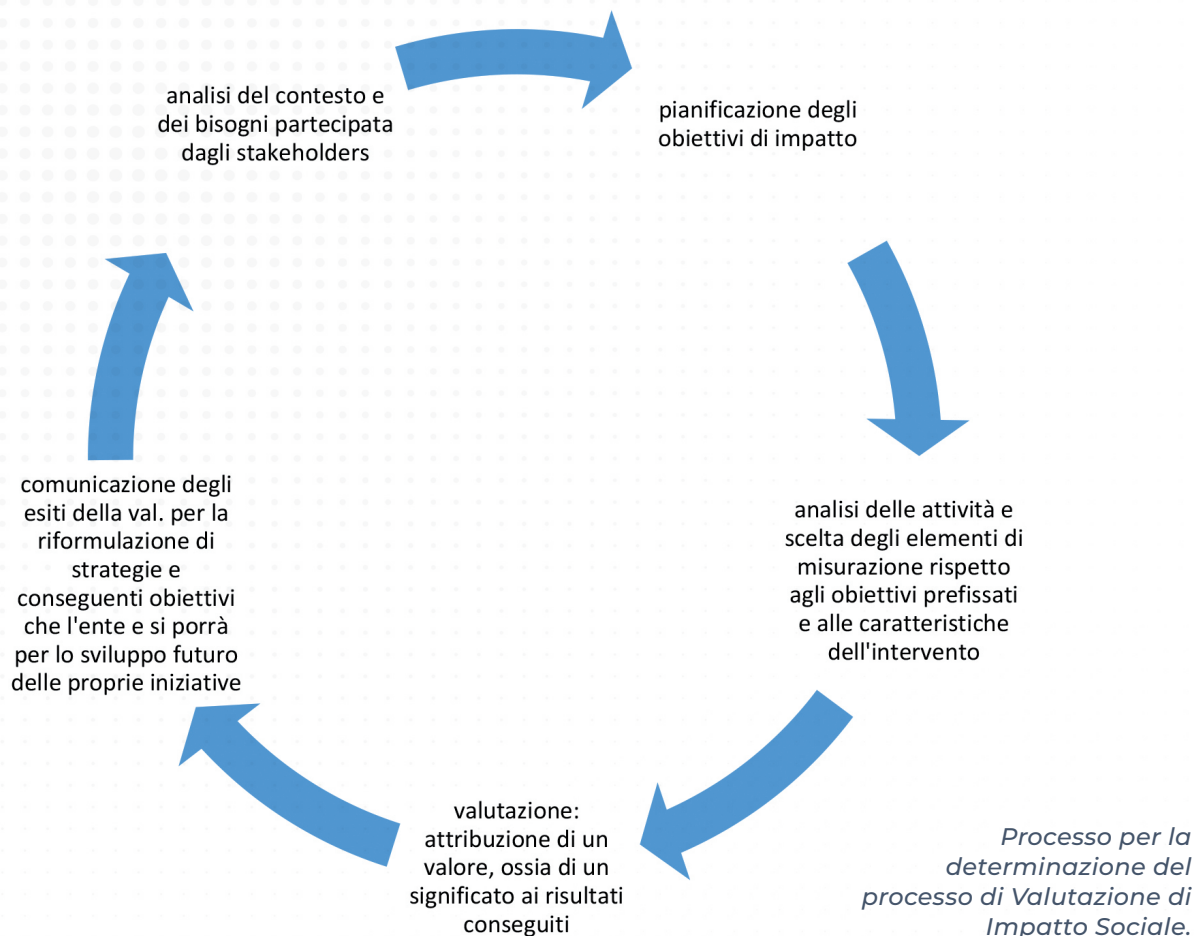 analisi del contesto e
dei bisogni partecipata
dagli stakeholders
pianificazione degli
obiettivi di impatto
analisi delle attività e
scelta degli elementi di
misurazione rispetto
agli obiettivi prefissati
e alle caratteristiche
dell'intervento
valutazione:
attribuzione di un
valore, ossia di un
significato ai risultati
conseguiti
comunicazione degli
esiti della val. per la
riformulazione di
strategie e
conseguenti obiettivi
che l'ente e si porrà
per lo sviluppo futuro
delle proprie iniziative
Processo per la
determinazione del
processo di Valutazione di
Impatto Sociale.